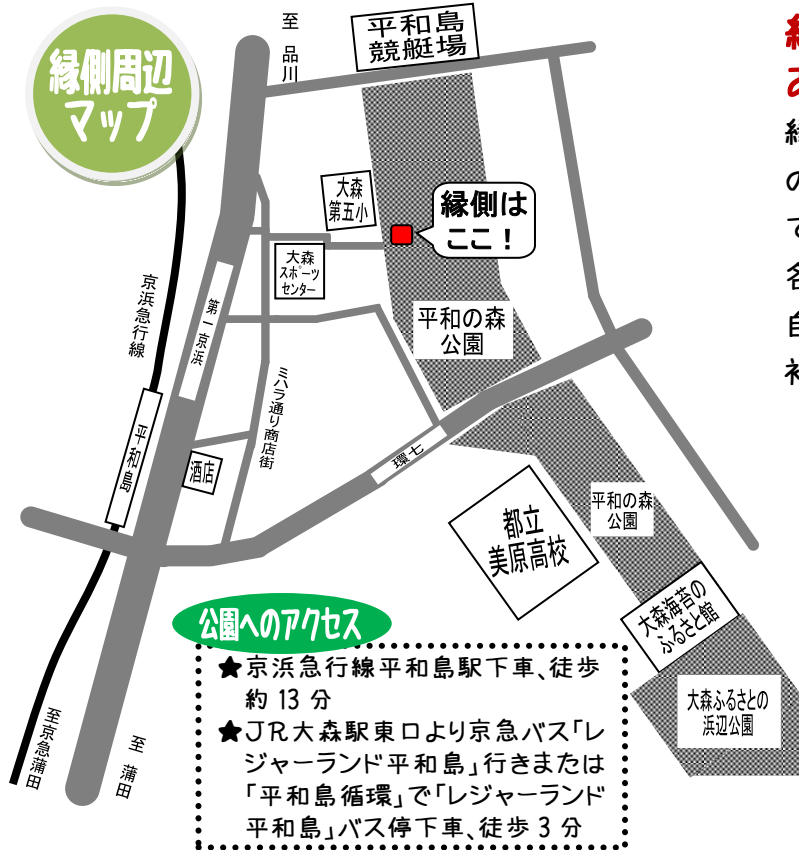 縁側周辺
マップ
至 品川
平和島
競艇場
大森
第五小
縁側は
ここ！
大森
スポーツ
センター
京浜急行線
第一京浜
平和の森
公園
ミハラ通り商店街
平和島
酒店
環七
平和の森
公園
都立
美原高校
大森海苔の
ふるさと館
大森ふるさとの
浜辺公園
至京急蒲田
至 蒲田
公園へのアクセス
★京浜急行線平和島駅下車、徒歩
約13分
★JR大森駅東口より京急バス「レ
ジャーランド平和島」行きまたは
「平和島循環」で「レジャーランド
平和島」バス停下車、徒歩3分
の
自